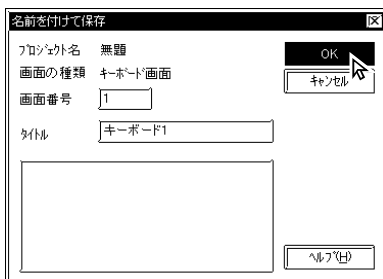 名前を付けて保存
ﾌﾟﾛｼﾞｪｸﾄ名 無題
OK
画面の種類 ｷｰﾎﾞｰﾄﾞ画面
ｷｬﾝｾﾙ
画面番号 1
ﾀｲﾄﾙ キーボード1
ﾍﾙﾌﾟ(H)